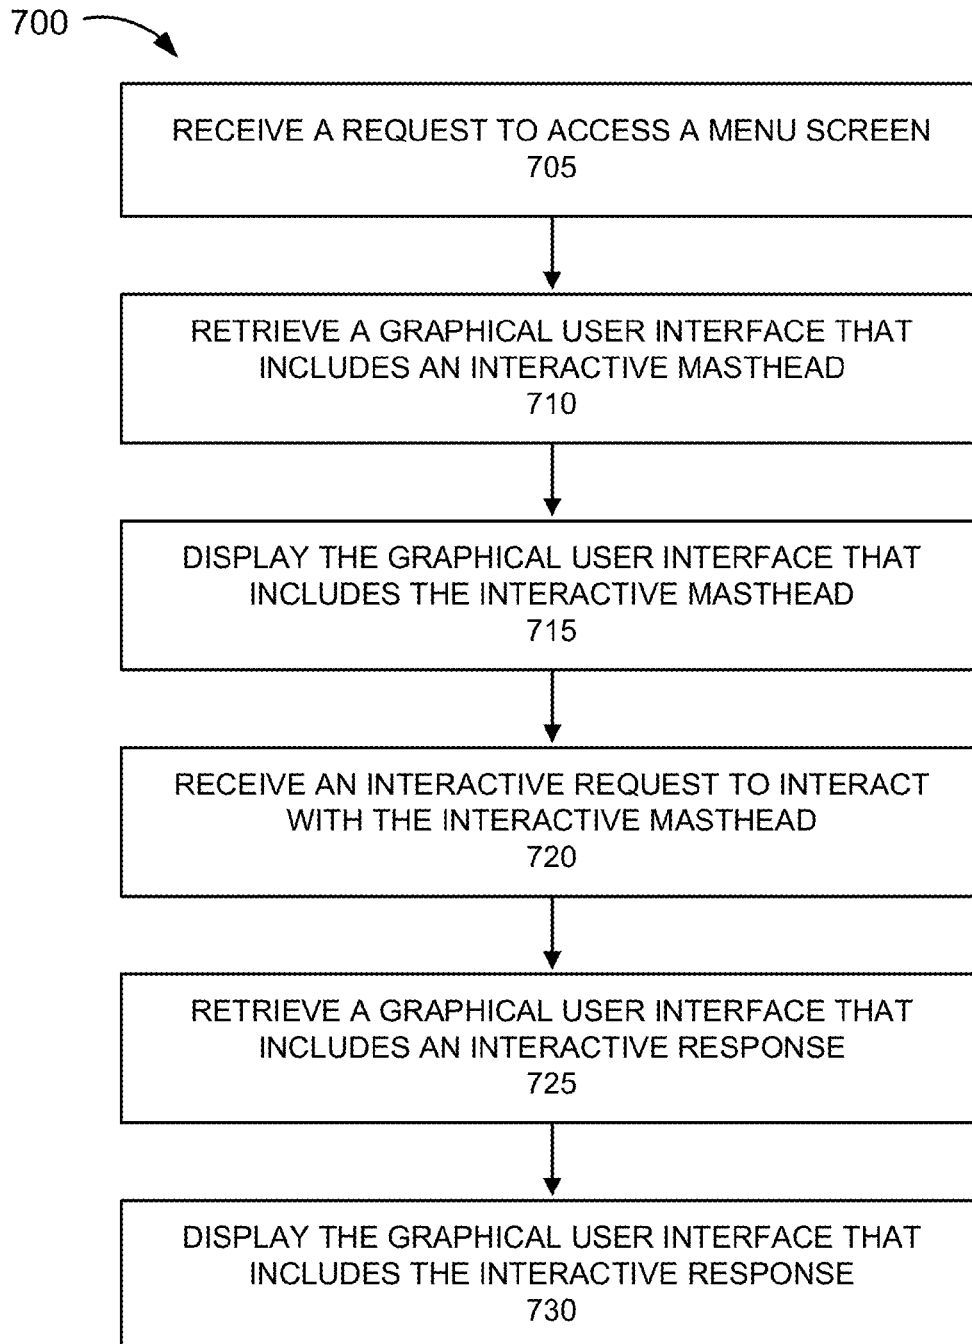 700
RECEIVE A REQUEST TO ACCESS A MENU SCREEN
705
RETRIEVE A GRAPHICAL USER INTERFACE THAT
INCLUDES AN INTERACTIVE MASTHEAD
710
DISPLAY THE GRAPHICAL USER INTERFACE THAT
INCLUDES THE INTERACTIVE MASTHEAD
715
RECEIVE AN INTERACTIVE REQUEST TO INTERACT
WITH THE INTERACTIVE MASTHEAD
720
RETRIEVE A GRAPHICAL USER INTERFACE THAT
INCLUDES AN INTERACTIVE RESPONSE
725
DISPLAY THE GRAPHICAL USER INTERFACE THAT
INCLUDES THE INTERACTIVE RESPONSE
730